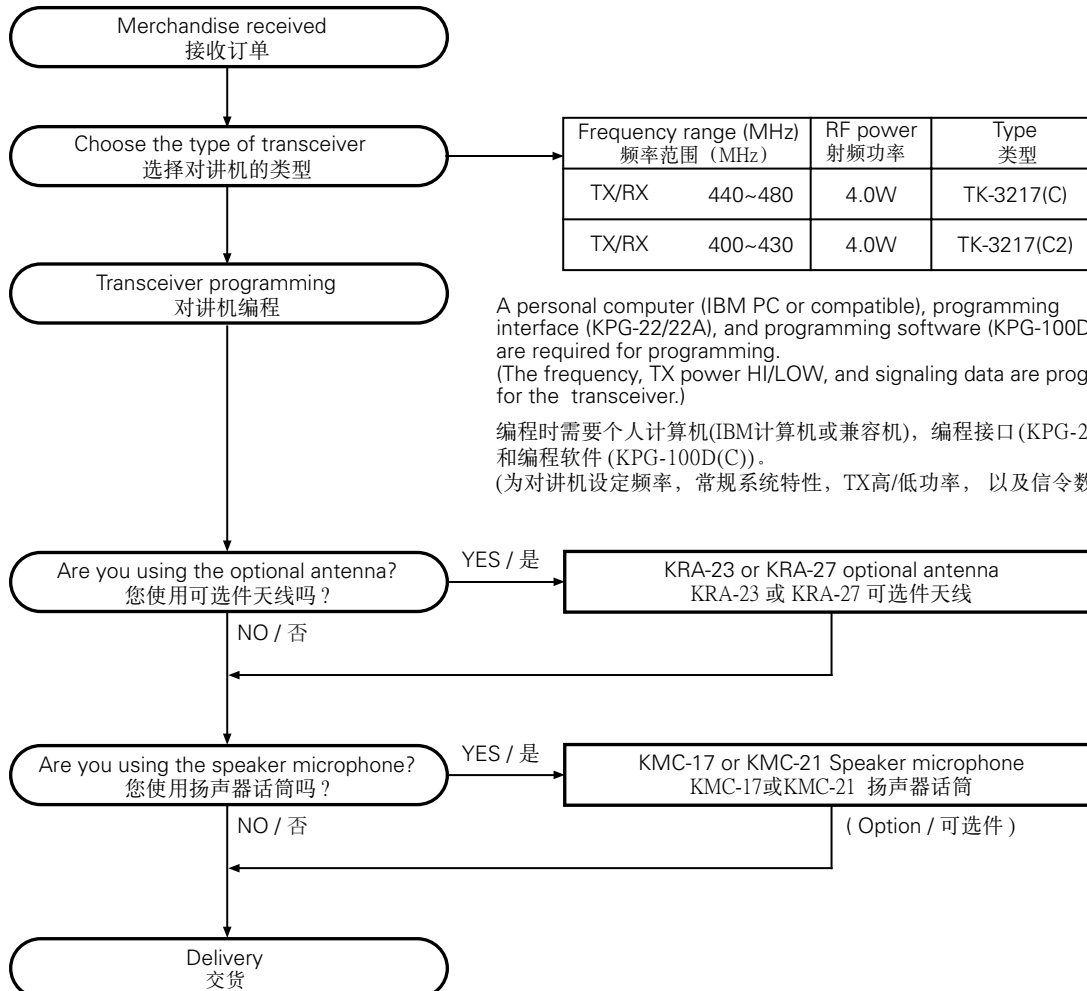 Merchandise received
接收订单
Choose the type of transceiver
选择对讲机的类型
Frequency range (MHz) RF power Type
频率范围（MHz） 射频功率 类型
TX/RX 440~480 4.0W TK-3217(C)
TX/RX 400~430 4.0W TK-3217(C2)
Transceiver programming
对讲机编程
A personal computer (IBM PC or compatible), programming
interface (KPG-22/22A), and programming software (KPG-100D
are required for programming.
(The frequency, TX power HI/LOW, and signaling data are prog
for the transceiver.)
编程时需要个人计算机(IBM计算机或兼容机)，编程接口(KPG-2
和编程软件(KPG-100D(C))。
(为对讲机设定频率，常规系统特性，TX高/低功率， 以及信令数
Are you using the optional antenna?
您使用可选件天线吗？
YES / 是
KRA-23 or KRA-27 optional antenna
KRA-23 或 KRA-27 可选件天线
NO / 否
Are you using the speaker microphone?
您使用扬声器话筒吗？
YES / 是
KMC-17 or KMC-21 Speaker microphone
KMC-17或KMC-21 扬声器话筒
NO / 否
( Option / 可选件 )
Delivery
交货